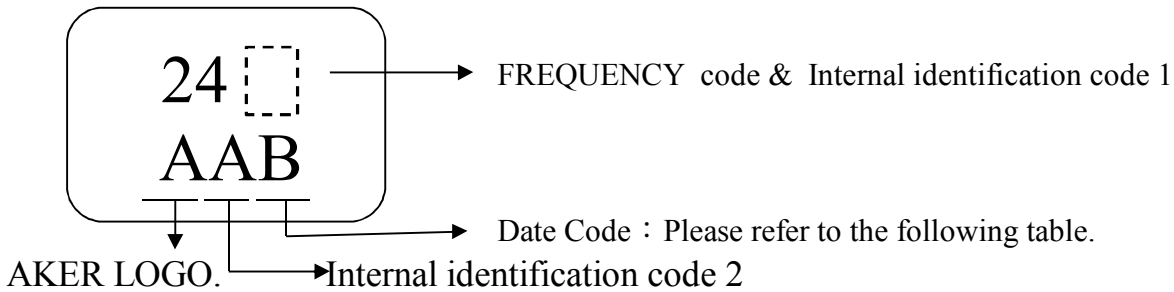 24 FREQUENCY code & Internal identification code 1
AAB
Date Code：Please refer to the following table.
AKER LOGO. Internal identification code 2